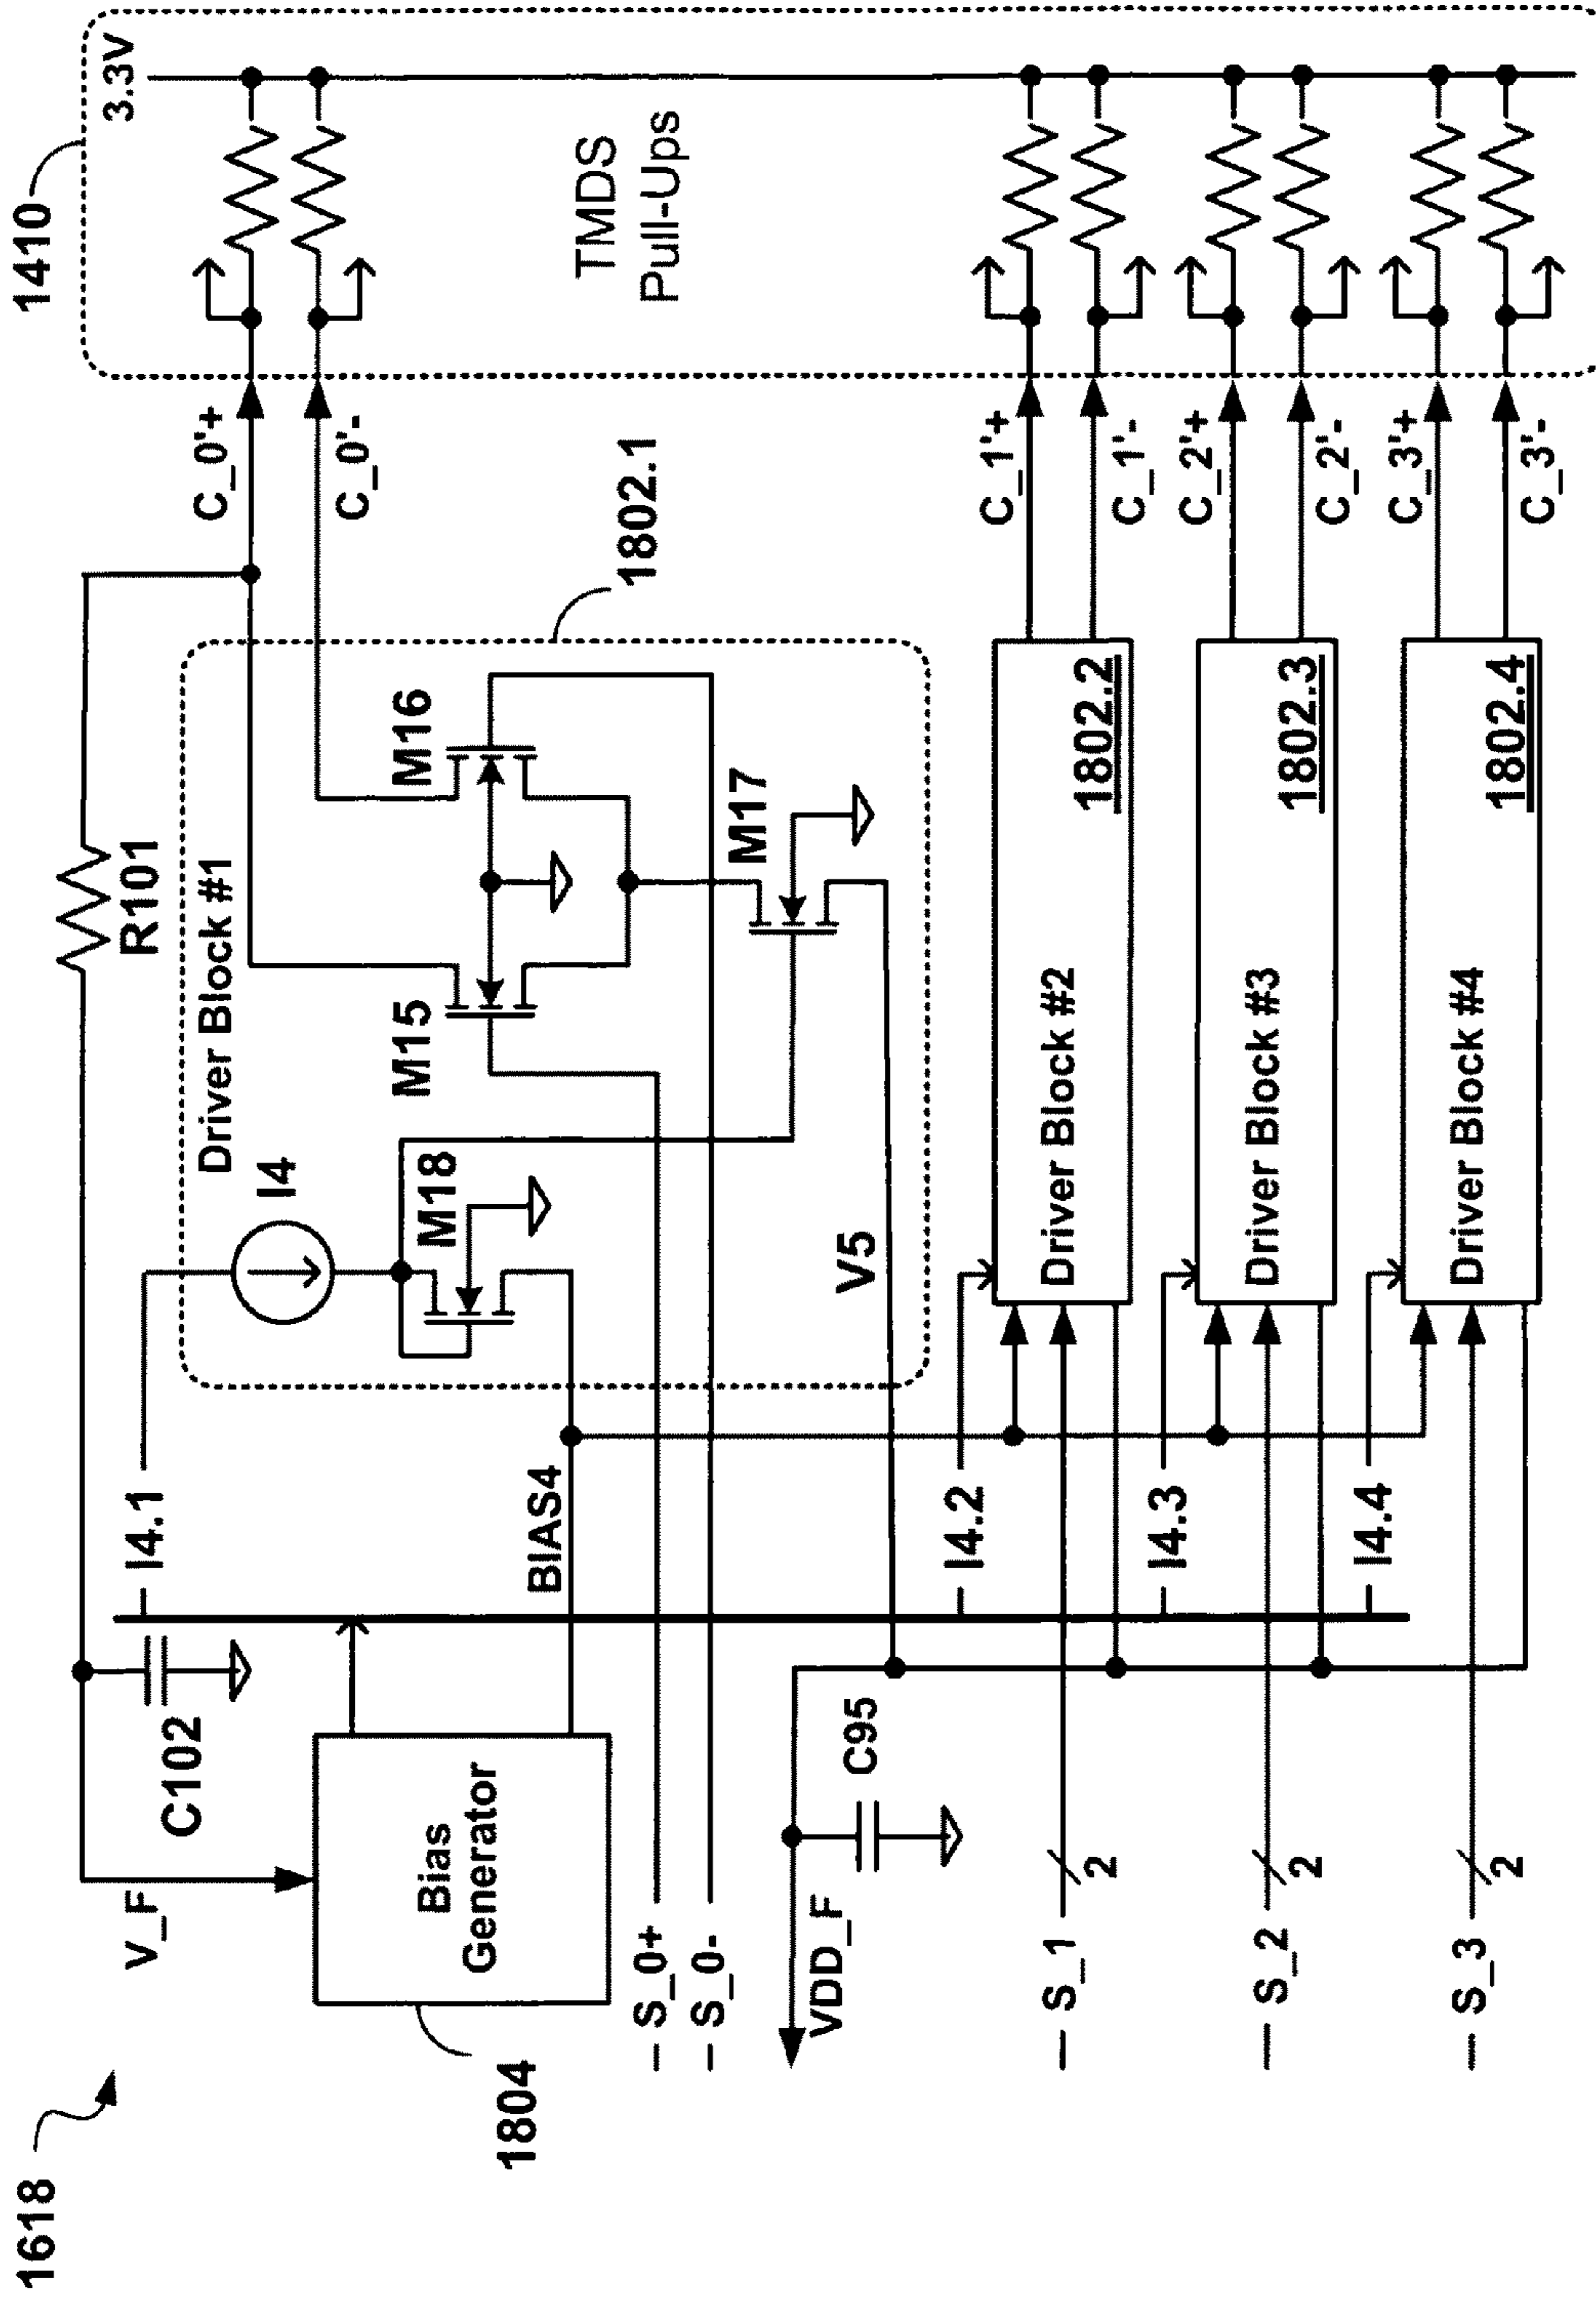 1618
1410
3.3V
TMDS
Pull-Ups
C_0'+
C_0'-
R101
1802.1
Driver Block #1
M16
M15
M17
I4
M18
V5
I4.1
C102
V_F
Bias
Generator
1804
BIAS4
S_0+
S_0-
VDD_F
C95
I4.2
Driver Block #2
1802.2
C_1'+
C_1'-
S_1
2
I4.3
Driver Block #3
1802.3
C_2'+
C_2'-
S_2
2
I4.4
Driver Block #4
1802.4
C_3'+
C_3'-
S_3
2